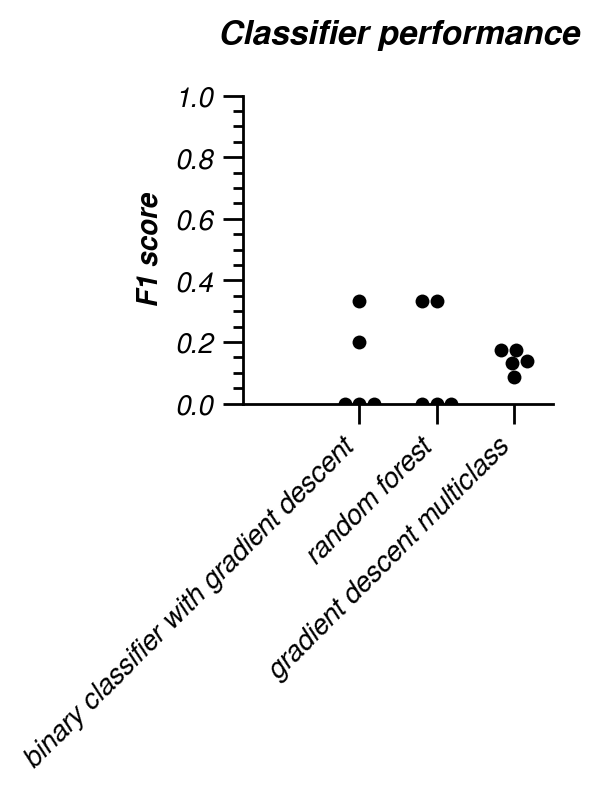 Classifier performance
1.0
0.8
0.6
0.4
0.2
0.0
F1 score
binary classifier with gradient descent
random forest
gradient descent multiclass